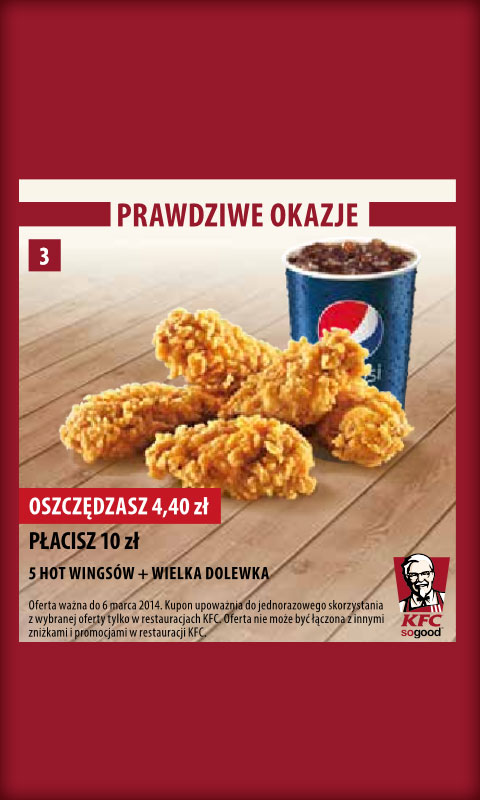 PRAWDZIWE OKAZJE
3
si
OSZCZĘDZASZ 4,40 zł
PŁACISZ 10 zł
5 HOT WINGSÓW + WIELKA DOLEWKA
Oferta ważna do 6 marca 2014. Kupon upoważnia do jednorazowego skorzystania
z wybranej oferty tylko w restauracjach KFC. Oferta nie może być łączona z innymi
zniżkami i promocjami w restauracji KFC.
KFC
sogood